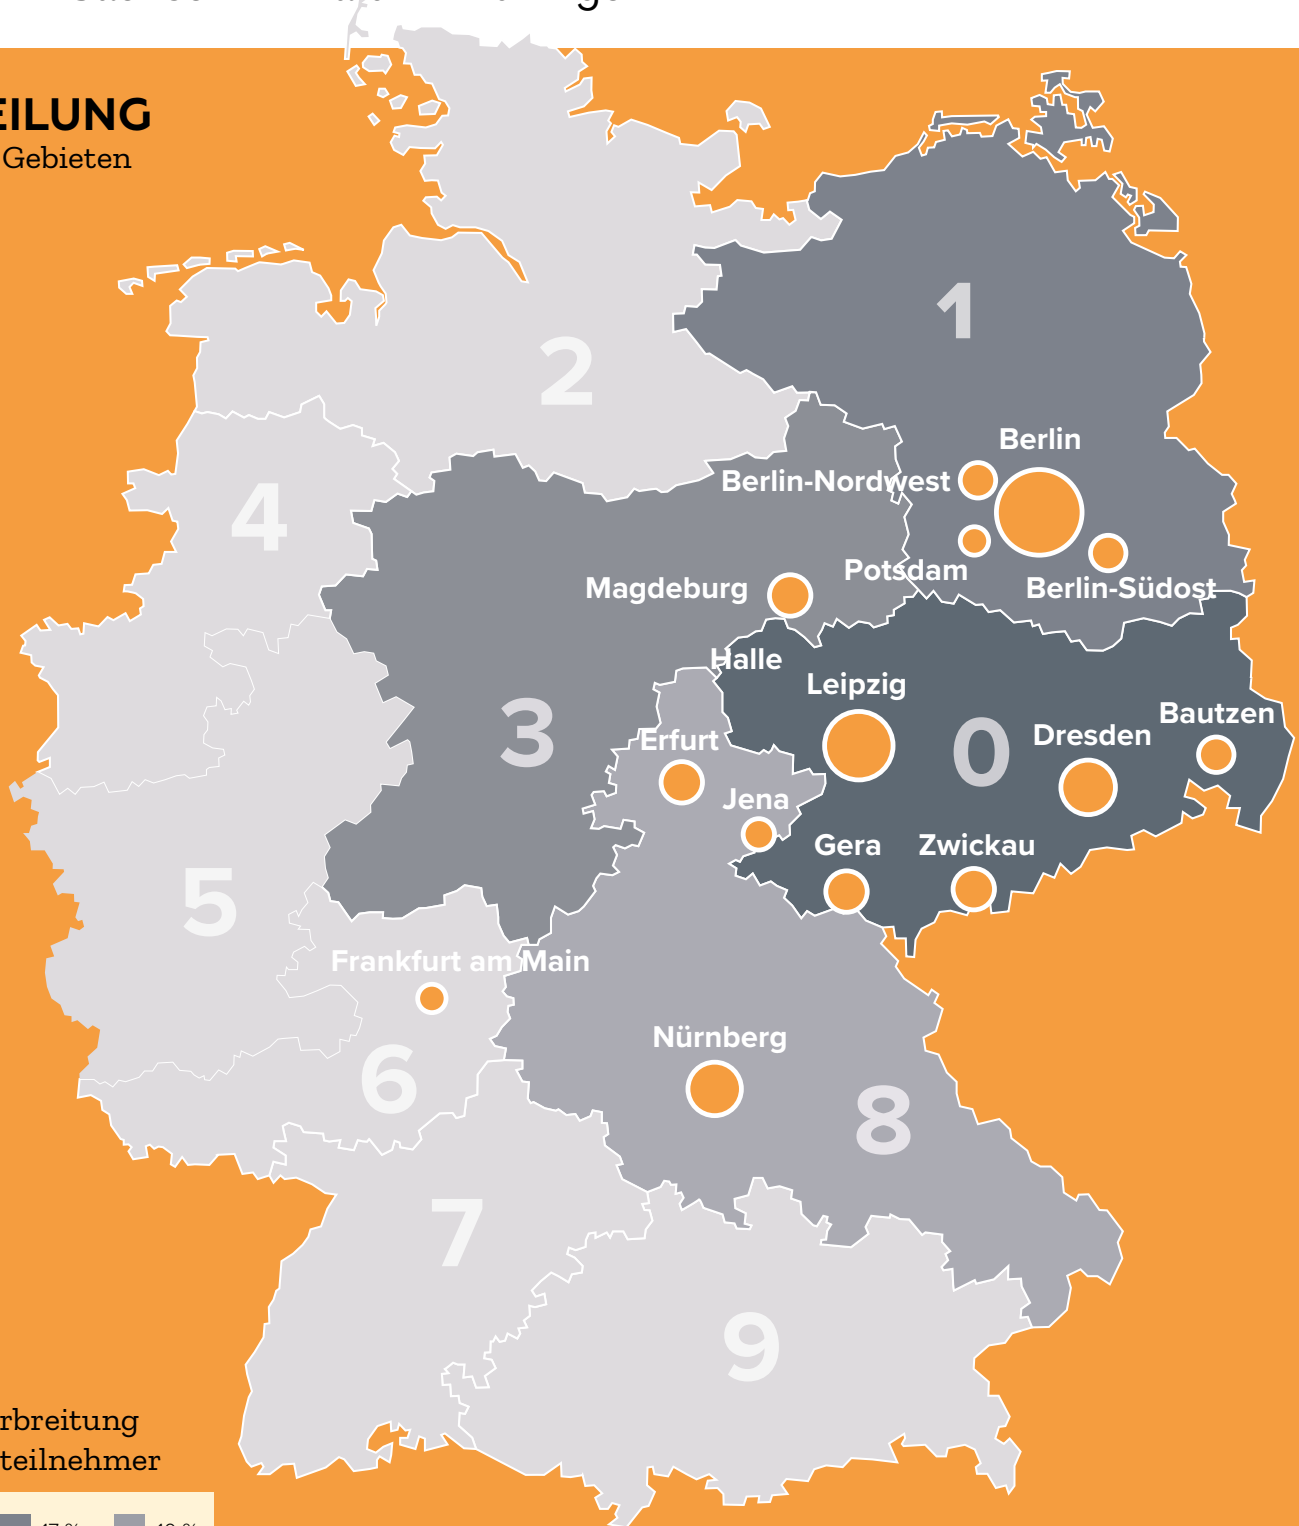 EILUNG
Gebieten
1
2
Berlin
Berlin-Nordwest
4
Potsdam
Magdeburg
Berlin-Südost
Halle
Leipzig
Bautzen
3
Erfurt
0
Dresden
Jena
Gera
Zwickau
5
Frankfurt am Main
Nürnberg
6
8
7
9
rbreitung
teilnehmer